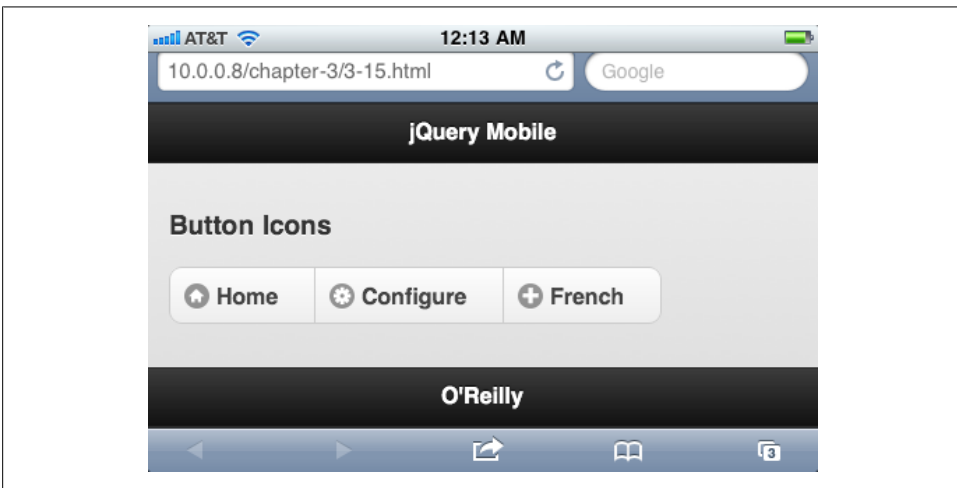 AT&T 12:13 AM
10.0.0.8/chapter-3/3-15.html Google
jQuery Mobile
Button Icons
Home Configure French
O'Reilly
3